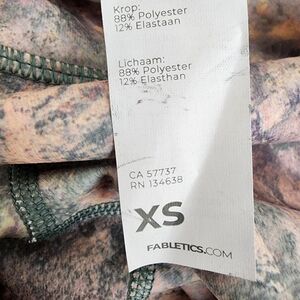 Krop:
88% Polyester
12% Elastaan
Lichaam:
88% Polyester
12% Elasthan
CA 57737
RN 134638
XS
FABLETICS.COM